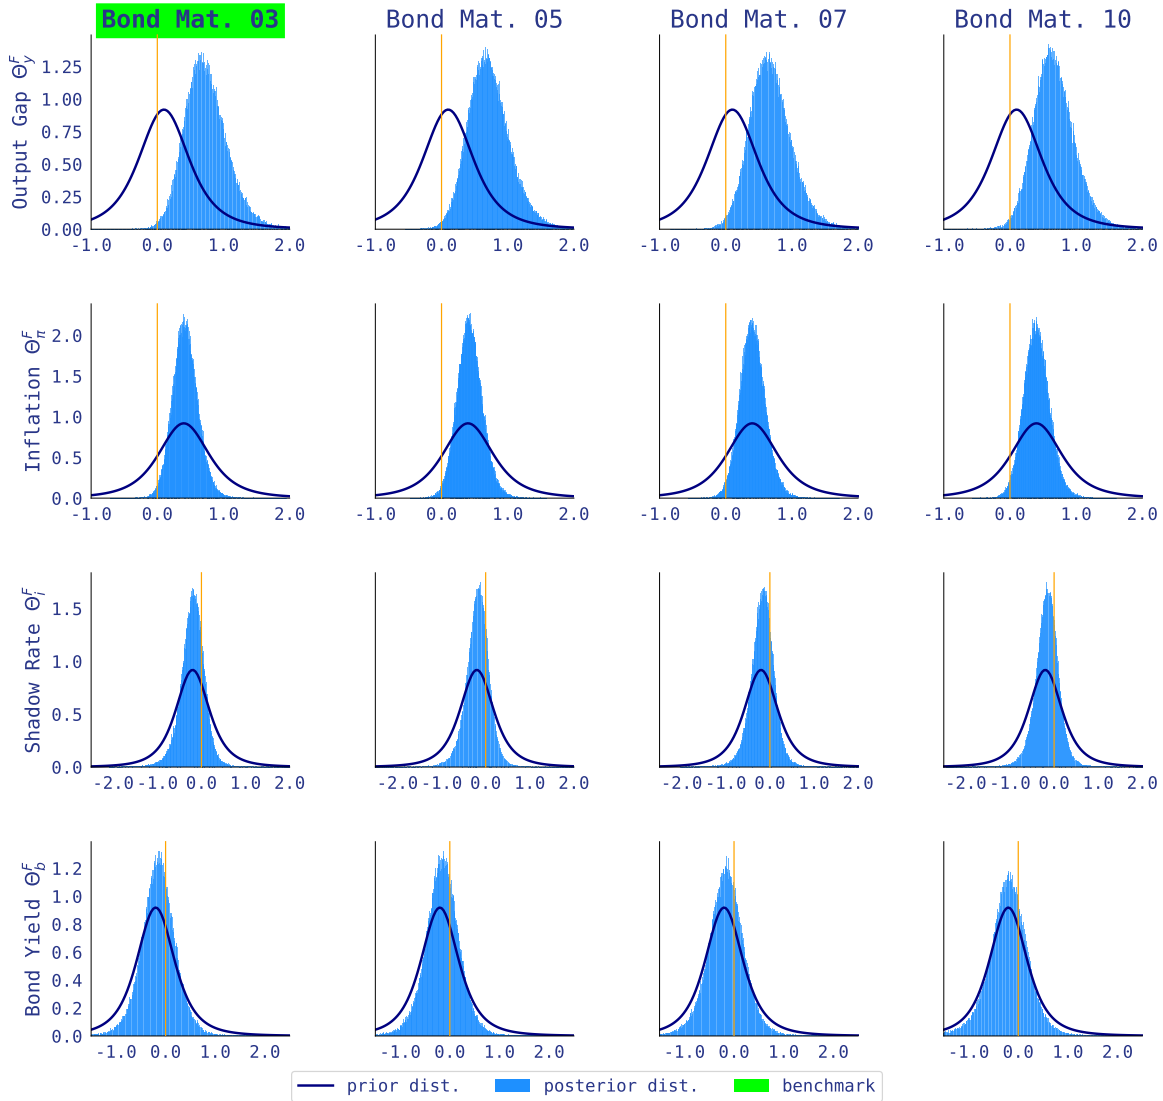 Bond Mat. 03 Bond Mat. 05 Bond Mat. 07 Bond Mat. 10
Output Gap Θ_y^F
1.25
1.00
0.75
0.50
0.25
0.00
-1.0 0.0 1.0 2.0 -1.0 0.0 1.0 2.0 -1.0 0.0 1.0 2.0 -1.0 0.0 1.0 2.0
Inflation Θ_π^F
2.0
1.5
1.0
0.5
0.0
-1.0 0.0 1.0 2.0 -1.0 0.0 1.0 2.0 -1.0 0.0 1.0 2.0 -1.0 0.0 1.0 2.0
Shadow Rate Θ_i^F
1.5
1.0
0.5
0.0
-2.0 -1.0 0.0 1.0 2.0 -2.0 -1.0 0.0 1.0 2.0 -2.0 -1.0 0.0 1.0 2.0 -2.0 -1.0 0.0 1.0 2.0
Bond Yield Θ_b^F
1.2
1.0
0.8
0.6
0.4
0.2
0.0
-1.0 0.0 1.0 2.0 -1.0 0.0 1.0 2.0 -1.0 0.0 1.0 2.0 -1.0 0.0 1.0 2.0
prior dist. posterior dist. benchmark